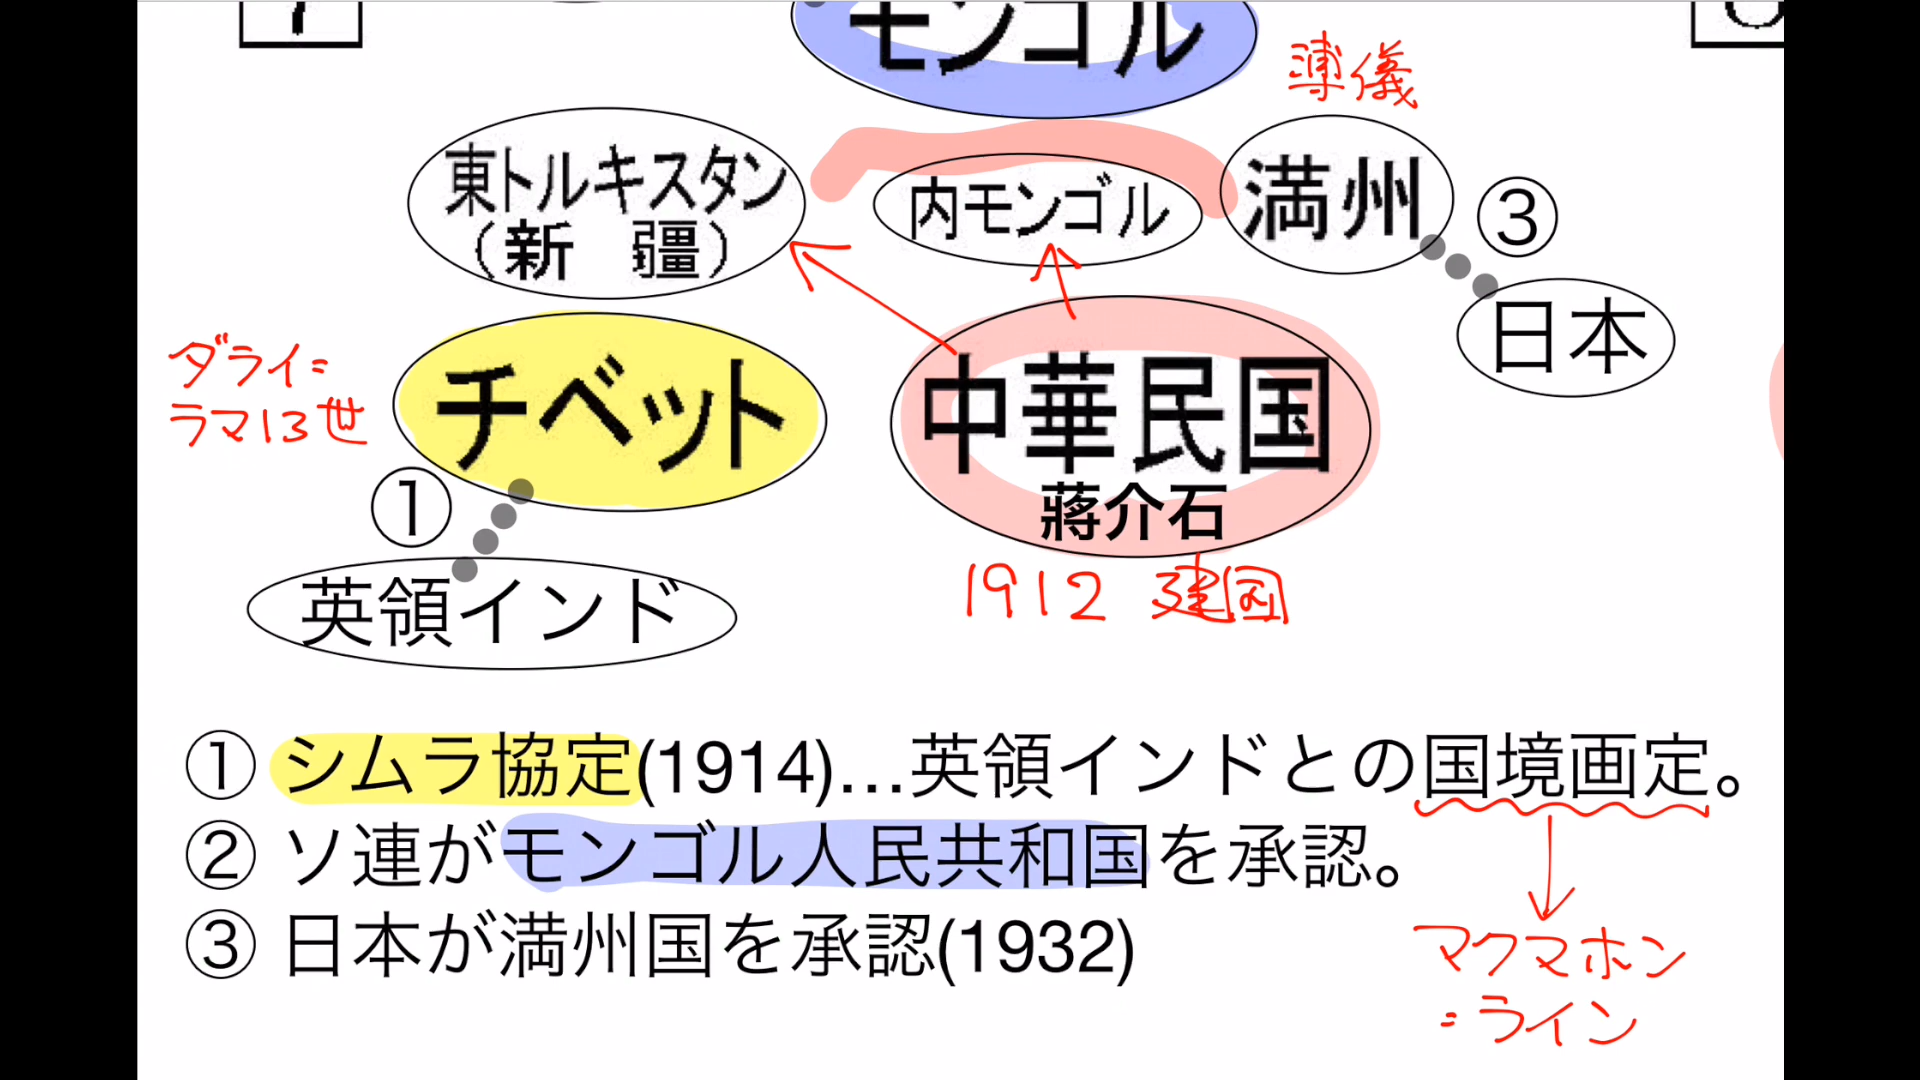 モンゴル
溥儀
東トルキスタン
(新 疆)
内モンゴル
満州
③
日本
ダライ=
ラマ13世
チベット
中華民国
蔣介石
①
1912 建国
英領インド
① シムラ協定(1914)…英領インドとの国境画定。
② ソ連がモンゴル人民共和国を承認。
③ 日本が満州国を承認(1932)
マクマホン
=ライン